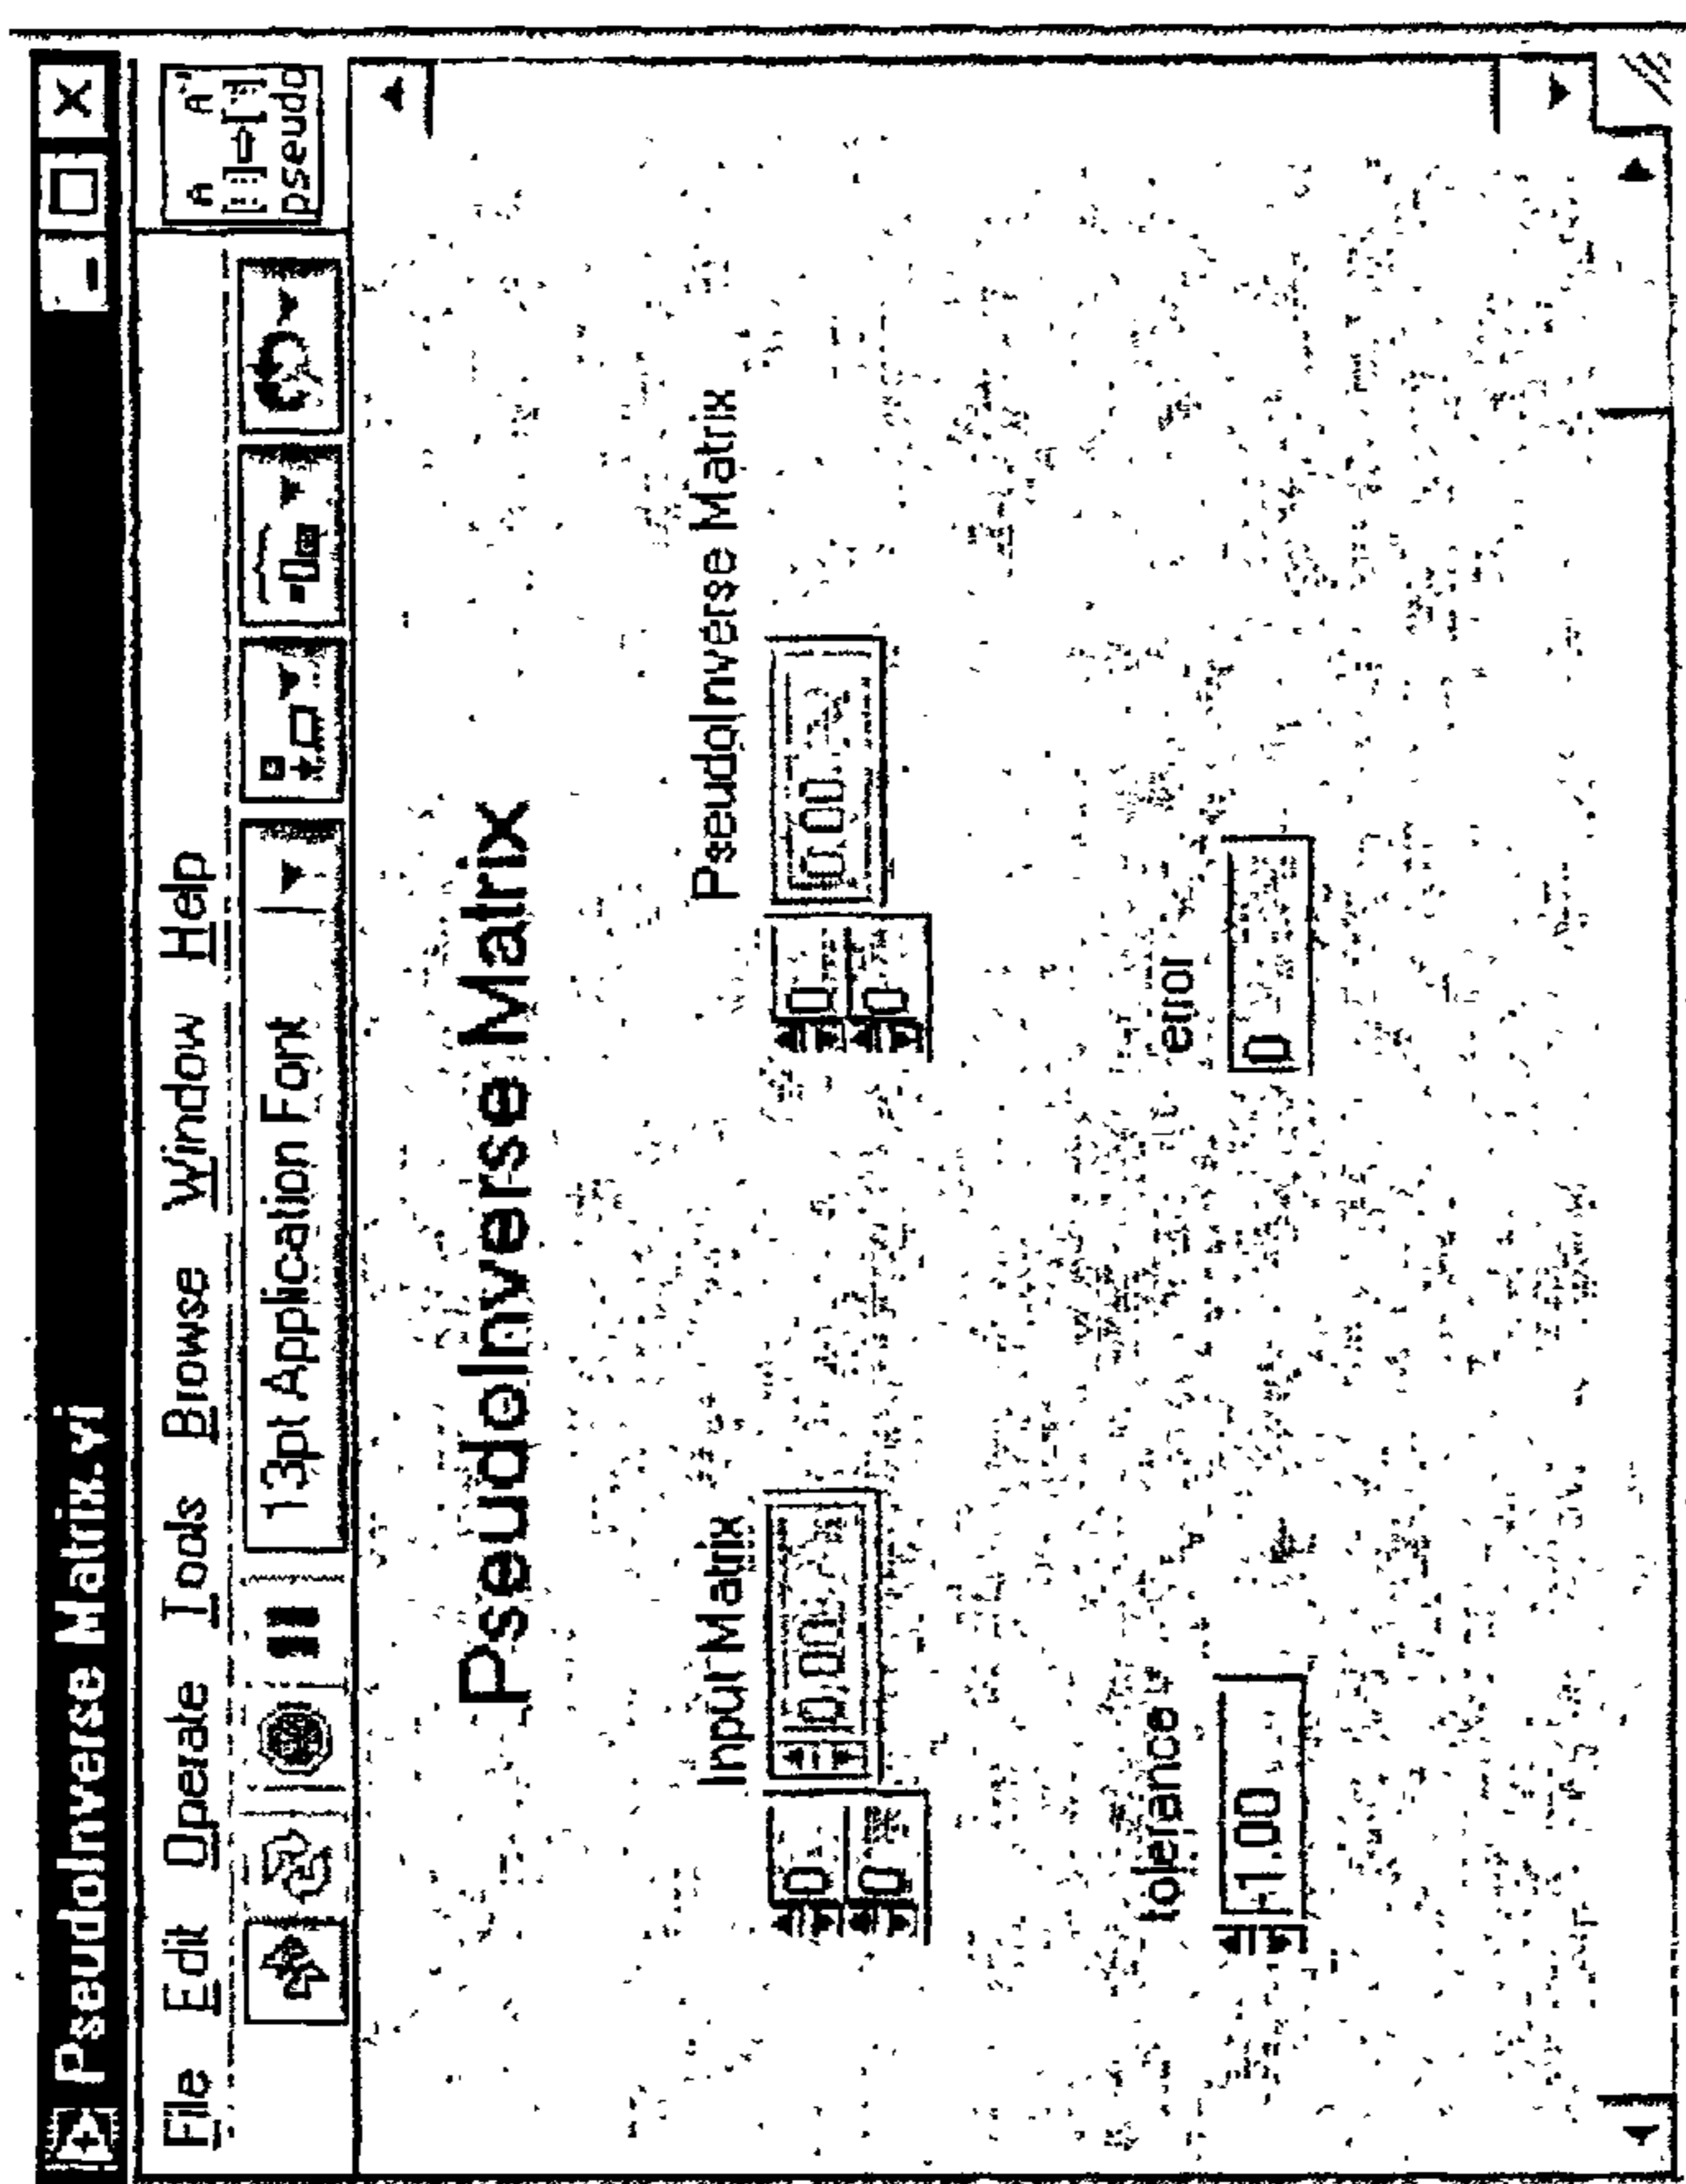 PseudoInverse Matrix.vi
File Edit Operate Tools Browse Window Help
13pt Application Font
A A⁻¹
pseudo
PseudoInverse Matrix
Input Matrix PseudoInverse Matrix
0 0.00 0 0.00
0 0
tolerance error
-1.00 0